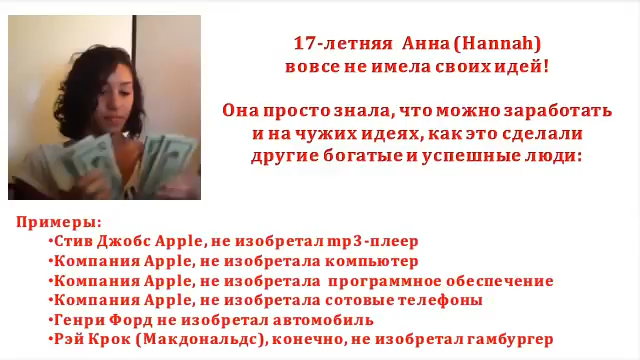 17-летняя Анна (Hannah)
вовсе не имела своих идей!
Она просто знала, что можно заработать
и на чужих идеях, как это сделали
другие богатые и успешные люди:
Примеры:
•Стив Джобс Apple, не изобретал mp3-плеер
•Компания Apple, не изобретала компьютер
•Компания Apple, не изобретала программное обеспечение
•Компания Apple, не изобретала сотовые телефоны
•Генри Форд не изобретал автомобиль
•Рэй Крок (Макдональдс), конечно, не изобретал гамбургер